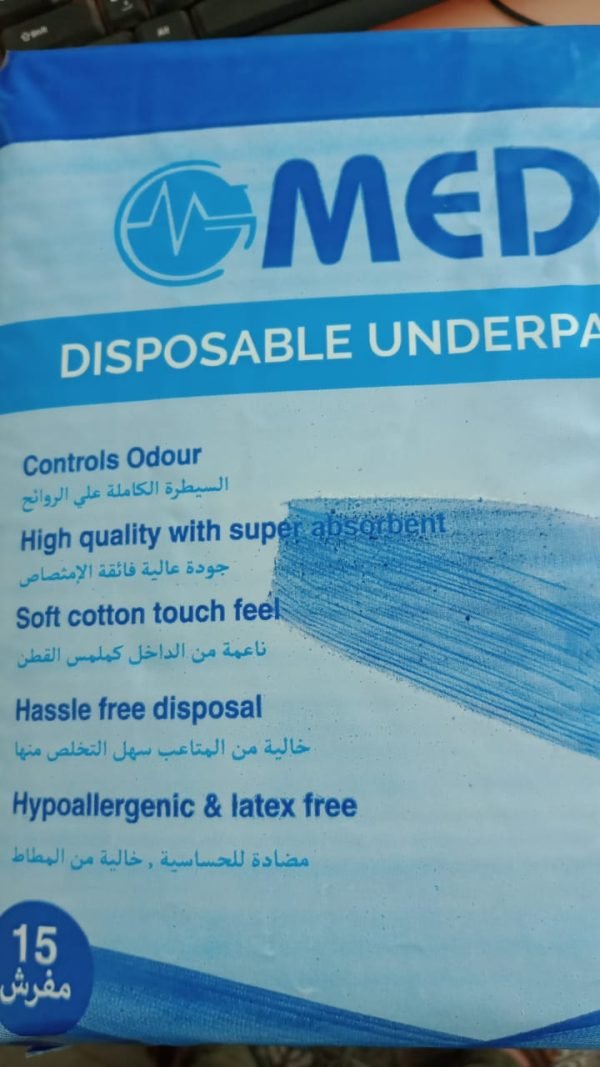 MED
DISPOSABLE UNDERPA
Controls Odour
السيطرة الكاملة علي الروائح
High quality with super absorbent
جودة عالية فائقة الإمتصاص
Soft cotton touch feel
ناعمة من الداخل كملمس القطن
Hassle free disposal
خالية من المتاعب سهل التخلص منها
Hypoallergenic & latex free
مضادة للحساسية , خالية من المطاط
15
مفرش